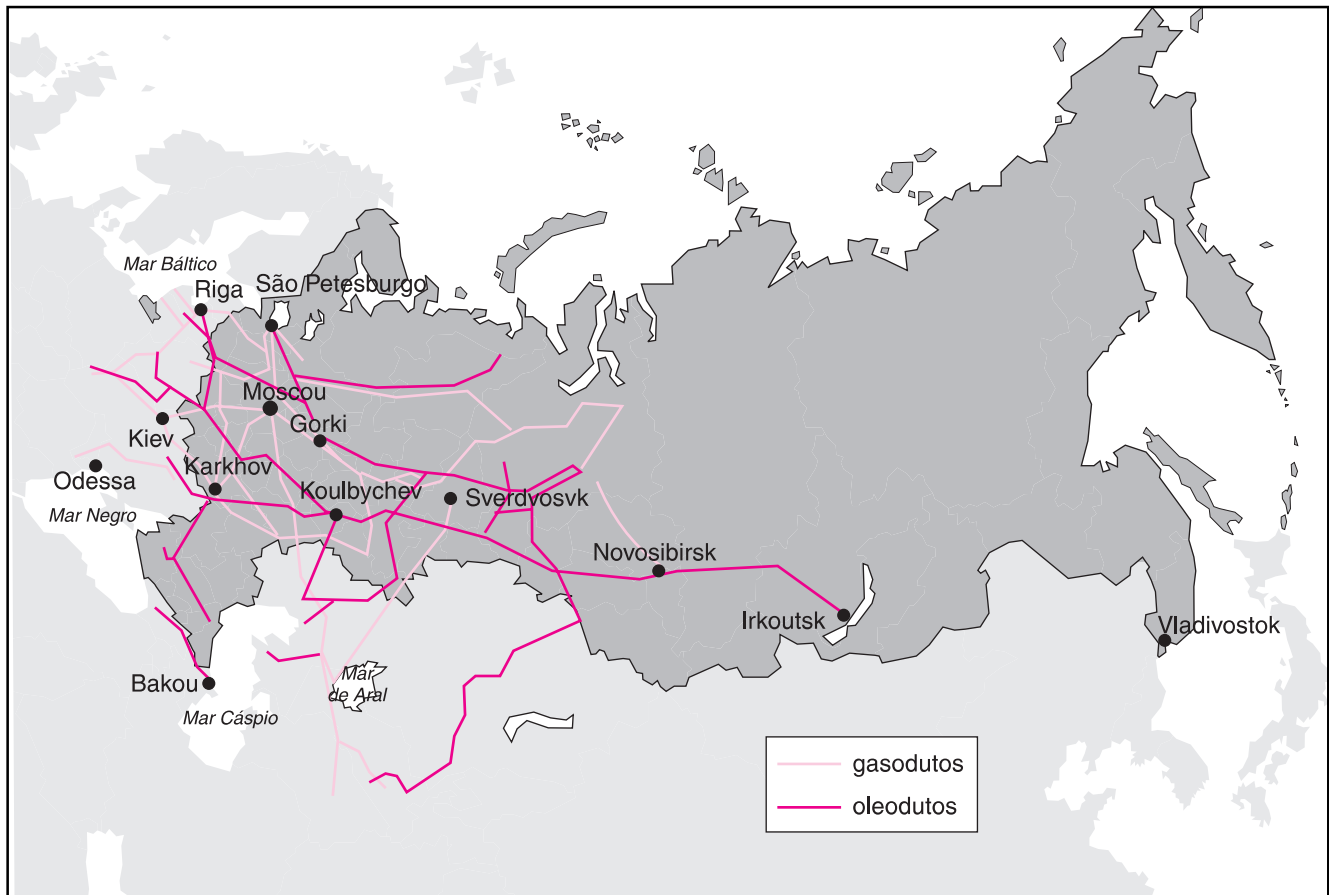 Mar Báltico
Riga
São Petesburgo
Moscou
Gorki
Kiev
Karkhov
Odessa
Koulbychev
Sverdvosvk
Mar Negro
Novosibirsk
Irkoutsk
Vladivostok
Bakou
Mar
de Aral
Mar Cáspio
gasodutos
oleodutos